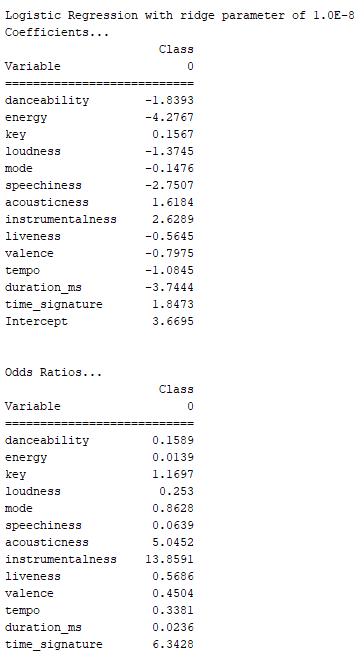 Logistic Regression with ridge parameter of 1.0E-8
Coefficients...
Class
Variable 0
===========================
danceability -1.8393
energy -4.2767
key 0.1567
loudness -1.3745
mode -0.1476
speechiness -2.7507
acousticness 1.6184
instrumentalness 2.6289
liveness -0.5645
valence -0.7975
tempo -1.0845
duration_ms -3.7444
time_signature 1.8473
Intercept 3.6695
Odds Ratios...
Class
Variable 0
===========================
danceability 0.1589
energy 0.0139
key 1.1697
loudness 0.253
mode 0.8628
speechiness 0.0639
acousticness 5.0452
instrumentalness 13.8591
liveness 0.5686
valence 0.4504
tempo 0.3381
duration_ms 0.0236
time_signature 6.3428